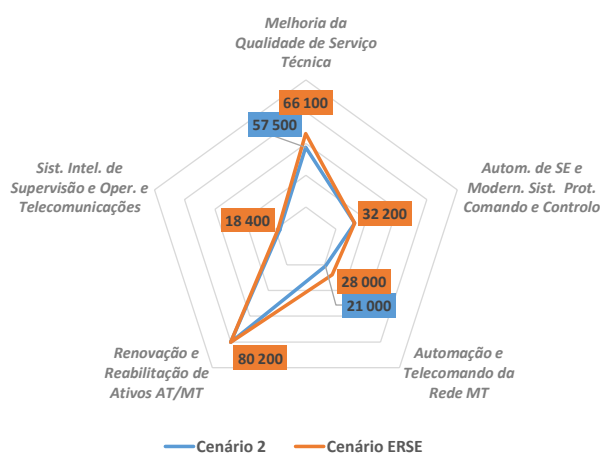 Melhoria da
Qualidade de Serviço
Técnica
66 100
57 500
Sist. Intel. de
Supervisão e Oper. e
Telecomunicações
Autom. de SE e
Modern. Sist. Prot.
Comando e Controlo
18 400
32 200
28 000
21 000
Renovação e
Reabilitação de
Ativos AT/MT
80 200
Automação e
Telecomando da
Rede MT
Cenário 2
Cenário ERSE